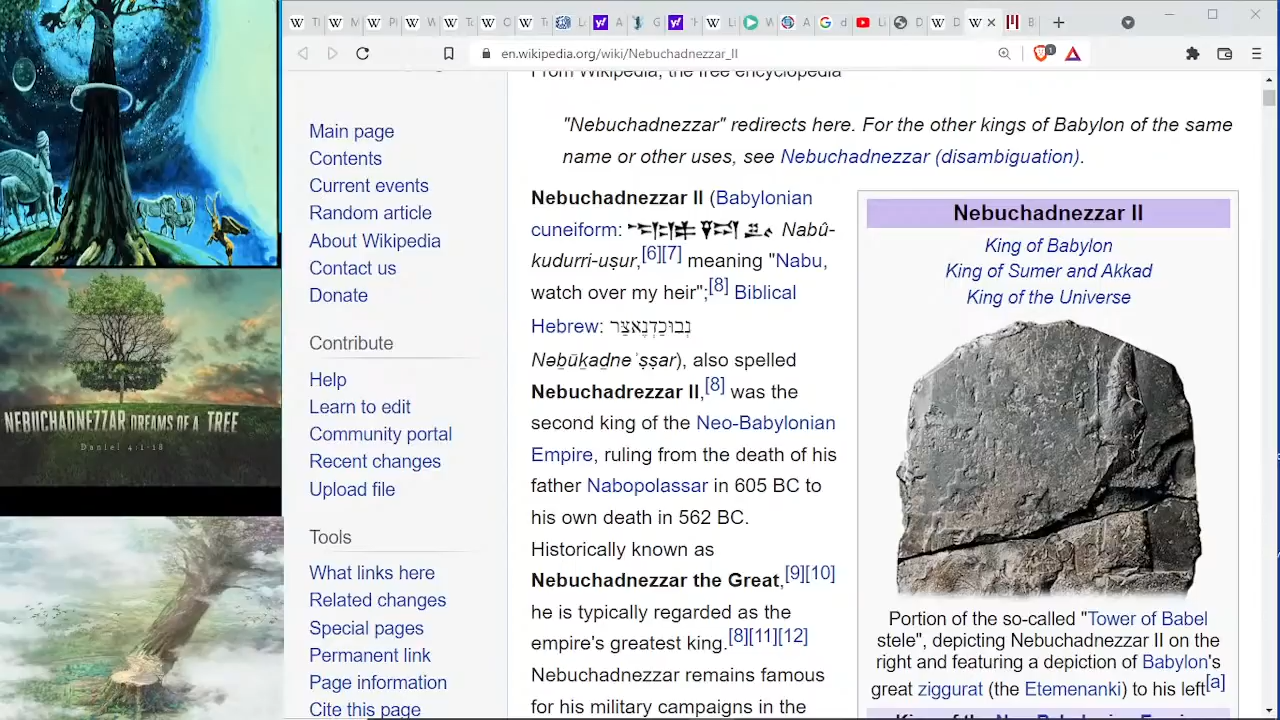 en.wikipedia.org/wiki/Nebuchadnezzar_II
From Wikipedia, the free encyclopedia
"Nebuchadnezzar" redirects here. For the other kings of Babylon of the same
name or other uses, see Nebuchadnezzar (disambiguation).
Main page
Contents
Current events
Random article
About Wikipedia
Contact us
Donate
Contribute
Help
Learn to edit
Community portal
Recent changes
Upload file
Tools
What links here
Related changes
Special pages
Permanent link
Page information
Cite this page
Nebuchadnezzar II (Babylonian
cuneiform: Nabû-
kudurri-uṣur,[6][7] meaning "Nabu,
watch over my heir";[8] Biblical
Hebrew: נְבוּכַדְנֶאצַּר
Nəḇūḵaḏneʾṣṣar), also spelled
Nebuchadrezzar II,[8] was the
second king of the Neo-Babylonian
Empire, ruling from the death of his
father Nabopolassar in 605 BC to
his own death in 562 BC.
Historically known as
Nebuchadnezzar the Great,[9][10]
he is typically regarded as the
empire's greatest king.[8][11][12]
Nebuchadnezzar remains famous
for his military campaigns in the
Nebuchadnezzar II
King of Babylon
King of Sumer and Akkad
King of the Universe
Portion of the so-called "Tower of Babel
stele", depicting Nebuchadnezzar II on the
right and featuring a depiction of Babylon's
great ziggurat (the Etemenanki) to his left[a]
King of the Neo-Babylonian Empire
NEBUCHADNEZZAR DREAMS OF A TREE
Daniel 4:1-18